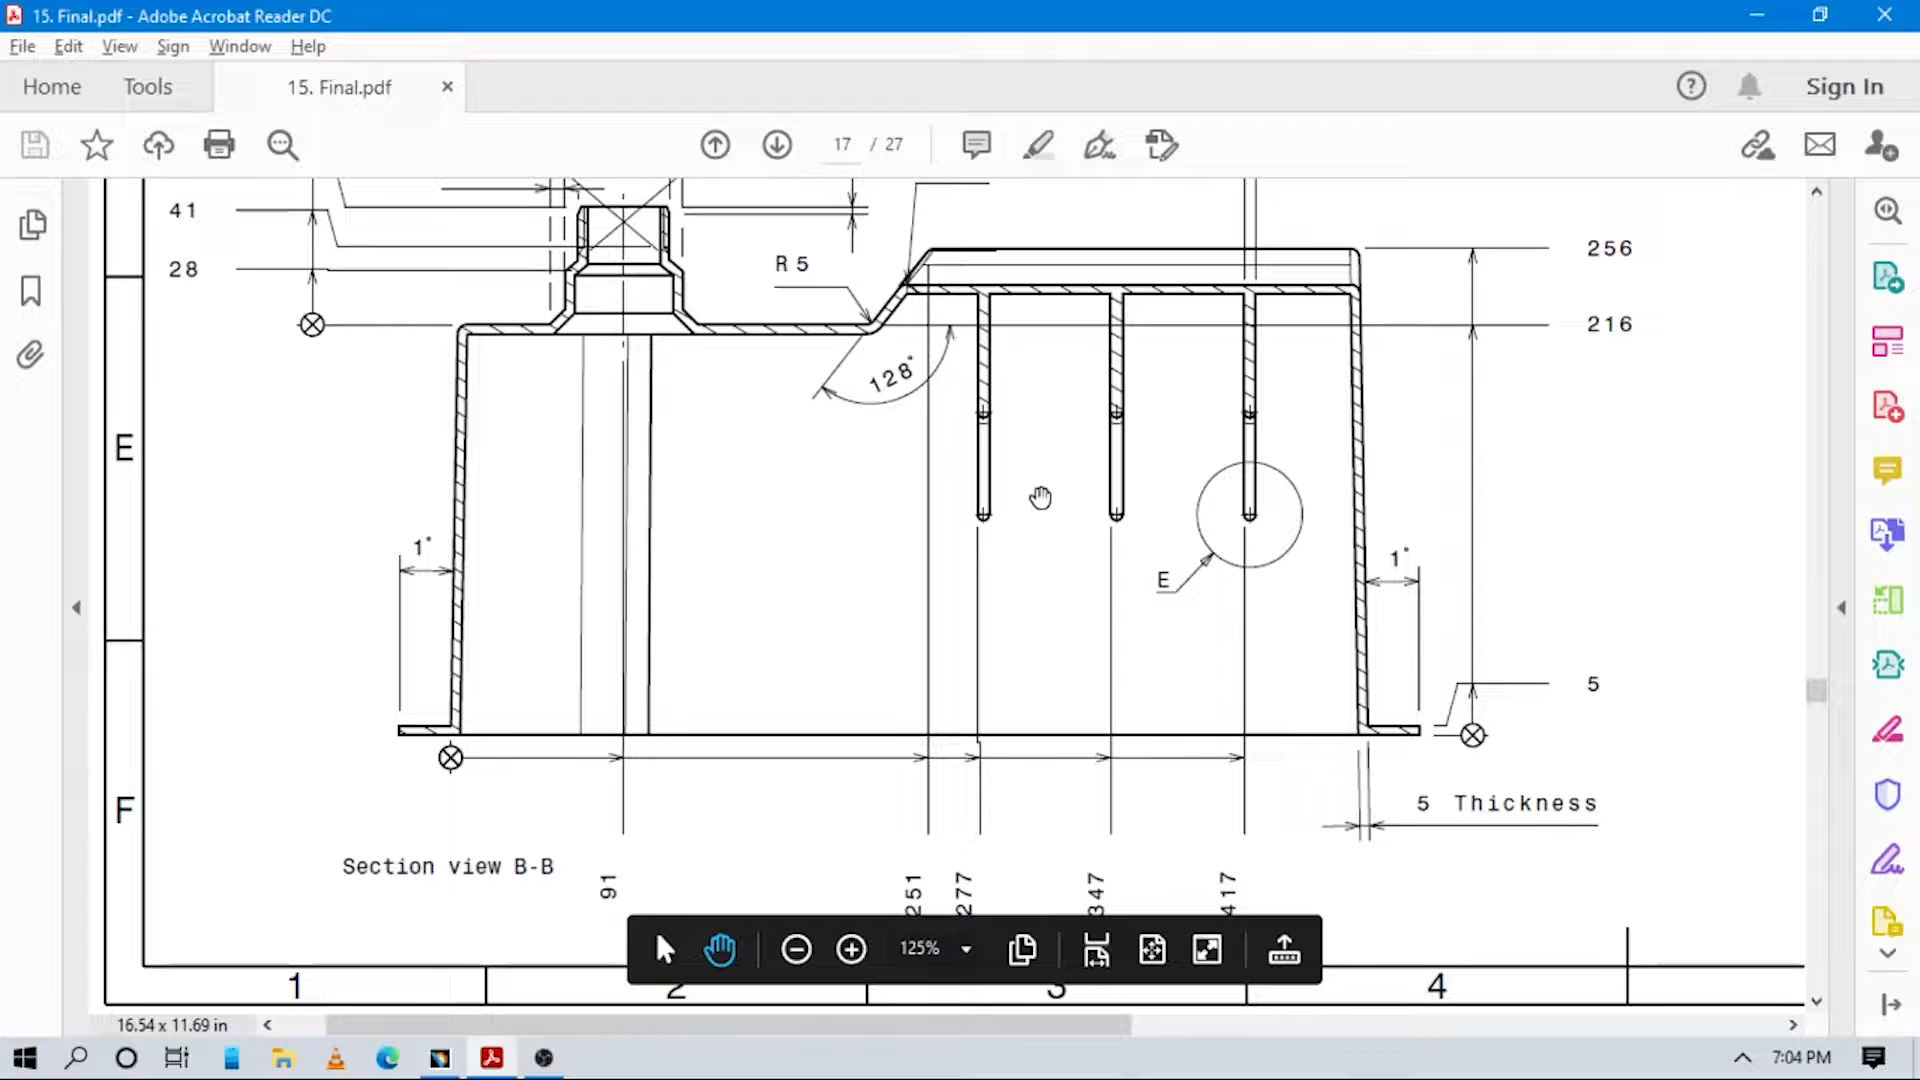 15. Final.pdf - Adobe Acrobat Reader DC
File Edit View Sign Window Help
Home Tools 15. Final.pdf × Sign In
17 / 27
41
28
R 5
256
216
128°
E
1°
E
1°
5
F
5 Thickness
Section view B-B
91
251
277
347
417
125%
1 2 3 4
16.54 x 11.69 in
7:04 PM